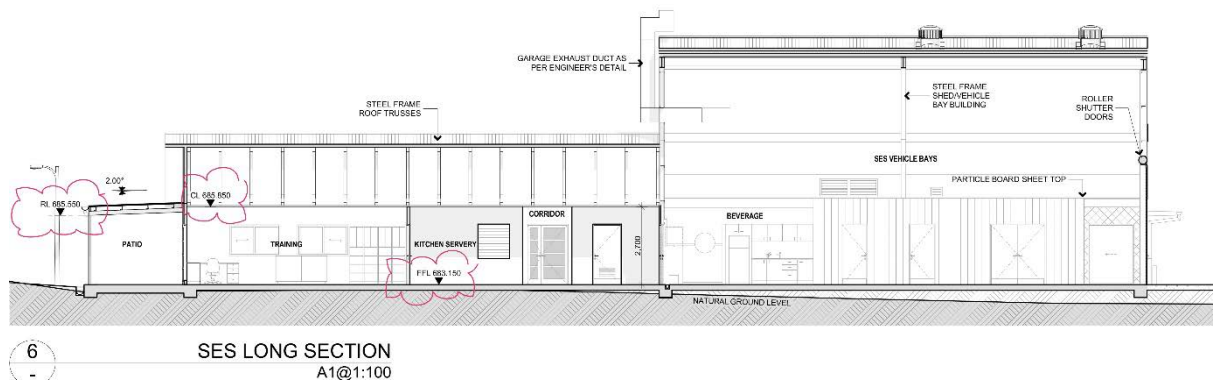 GARAGE EXHAUST DUCT AS
PER ENGINEER'S DETAIL
STEEL FRAME
SHED/VEHICLE
BAY BUILDING
ROLLER
SHUTTER
DOORS
STEEL FRAME
ROOF TRUSSES
SES VEHICLE BAYS
2.00°
CL 685.850
RL 685.550
PARTICLE BOARD SHEET TOP
PATIO
TRAINING
KITCHEN SERVERY
CORRIDOR
2,700
BEVERAGE
FFL 683.150
NATURAL GROUND LEVEL
6
-
SES LONG SECTION
A1@1:100